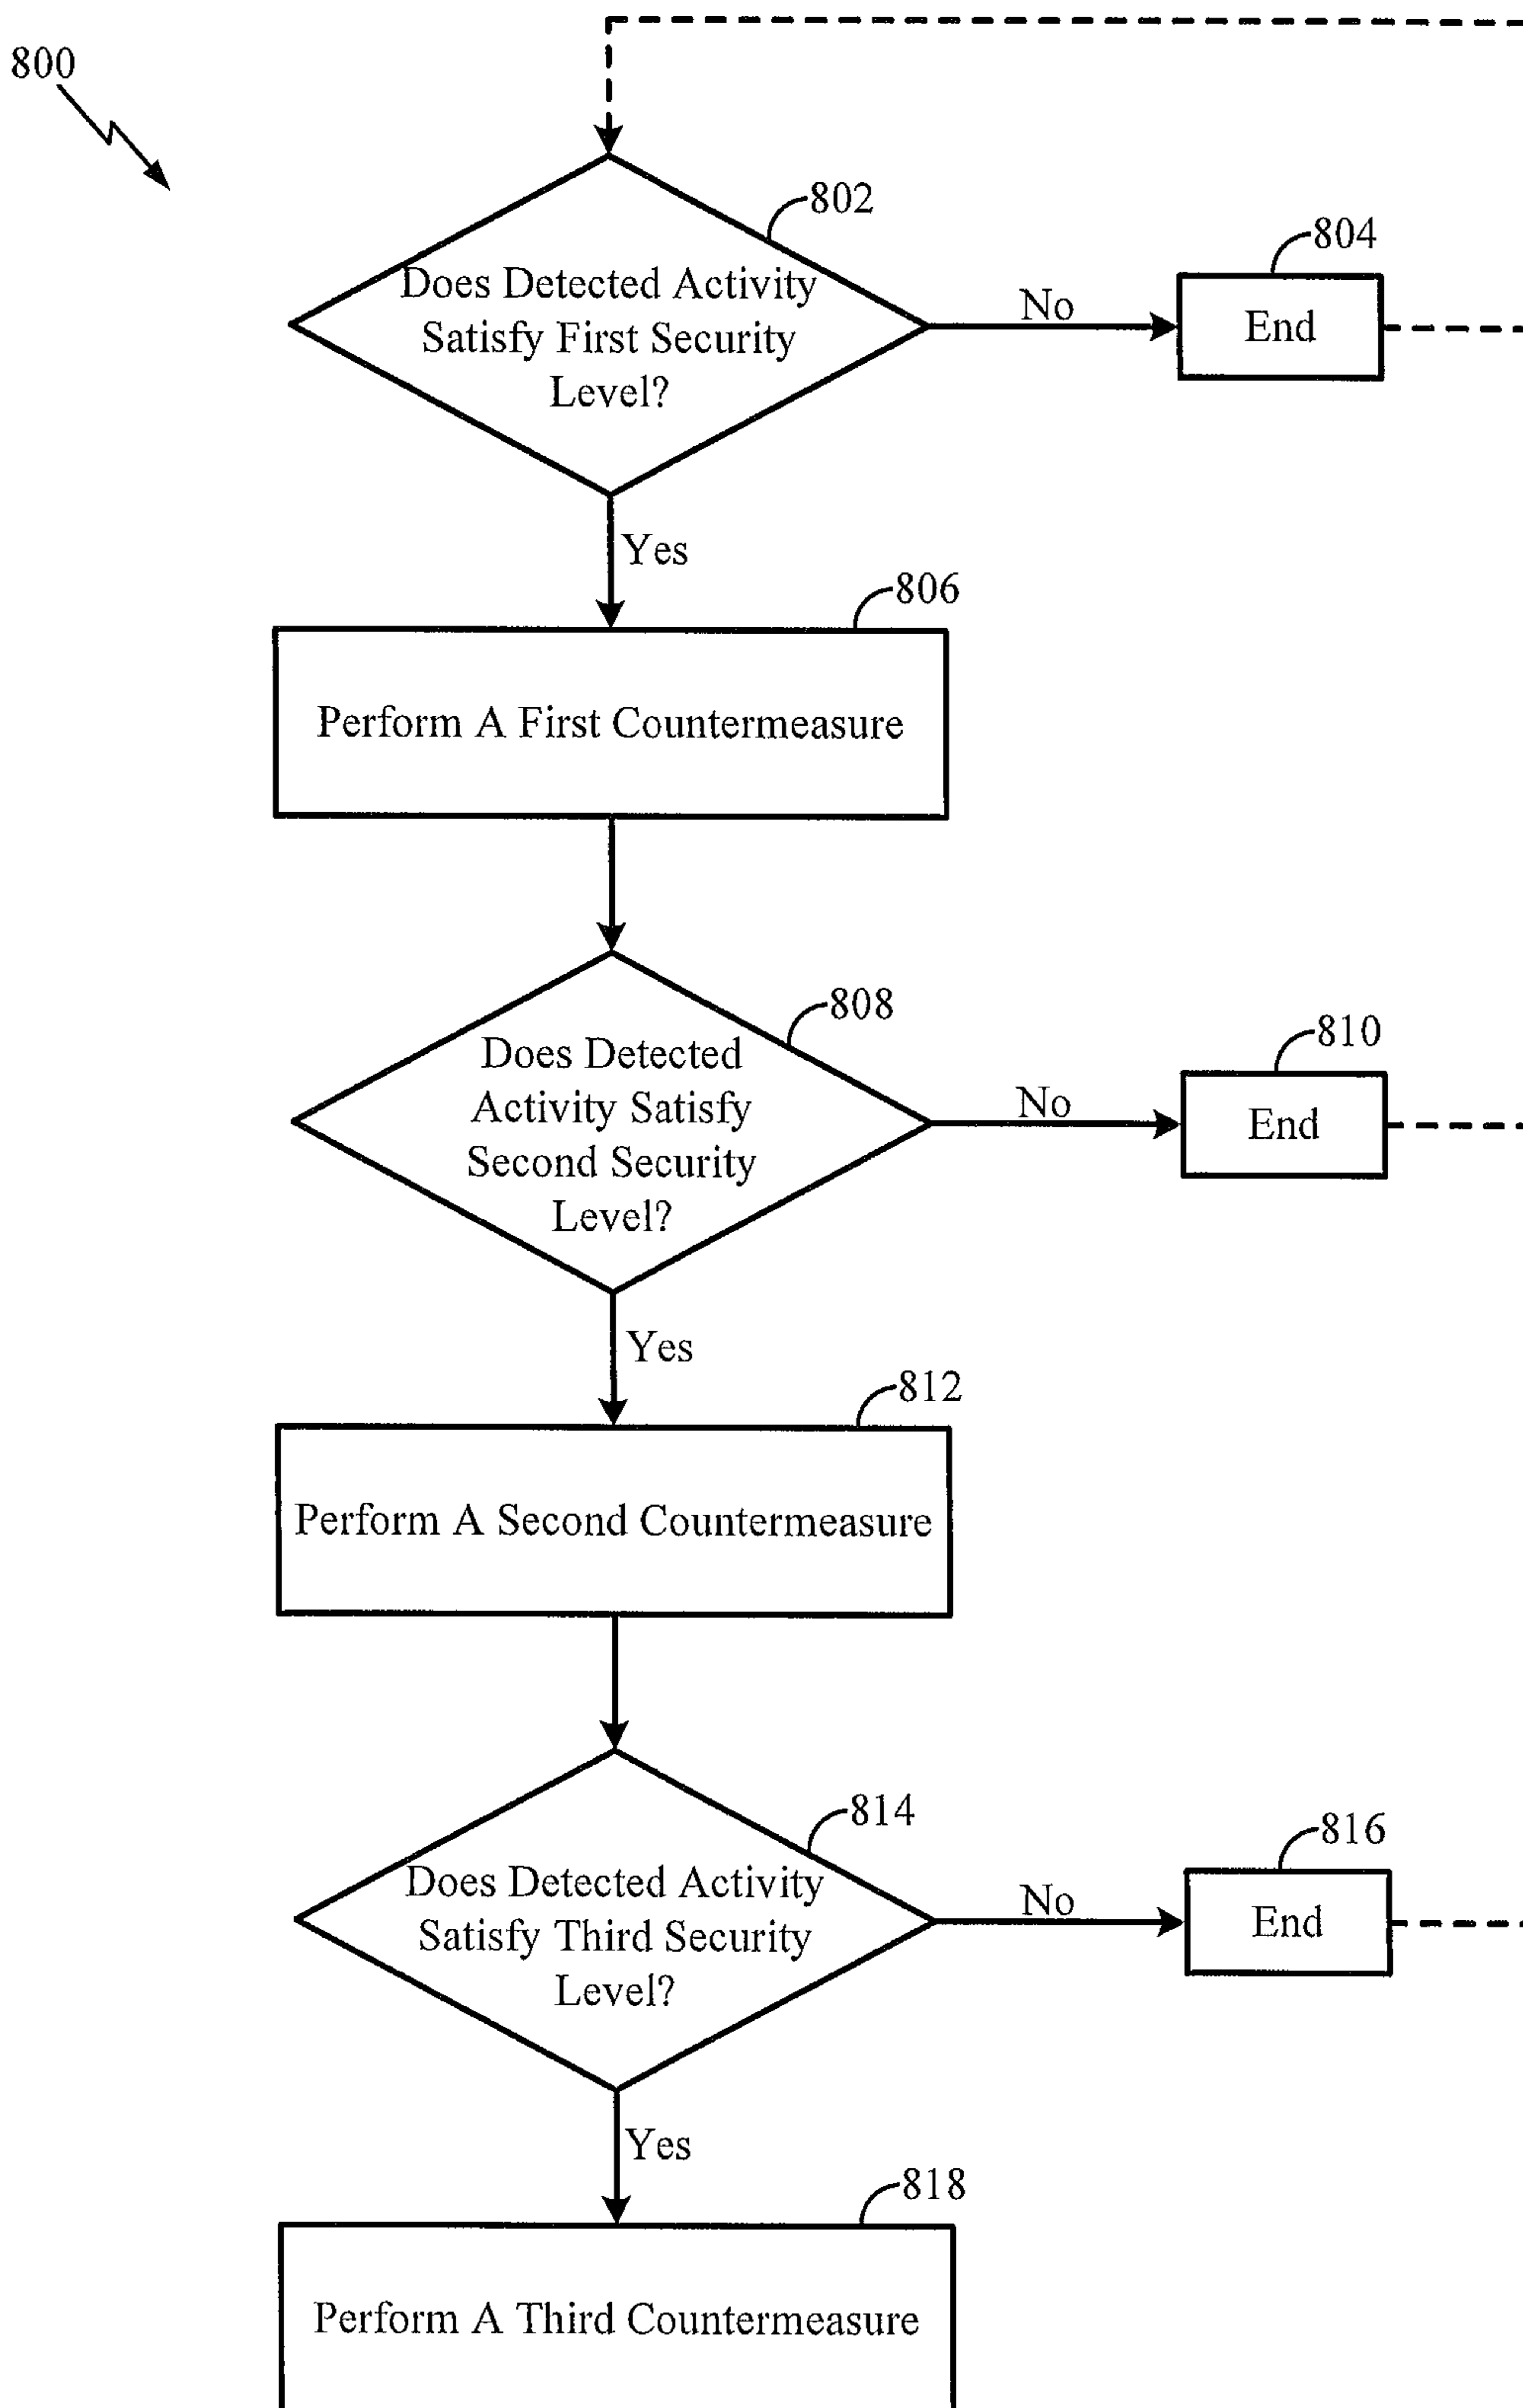 800
802
Does Detected Activity
Satisfy First Security
Level?
No
804
End
Yes
806
Perform A First Countermeasure
808
Does Detected
Activity Satisfy
Second Security
Level?
No
810
End
Yes
812
Perform A Second Countermeasure
814
Does Detected Activity
Satisfy Third Security
Level?
No
816
End
Yes
818
Perform A Third Countermeasure